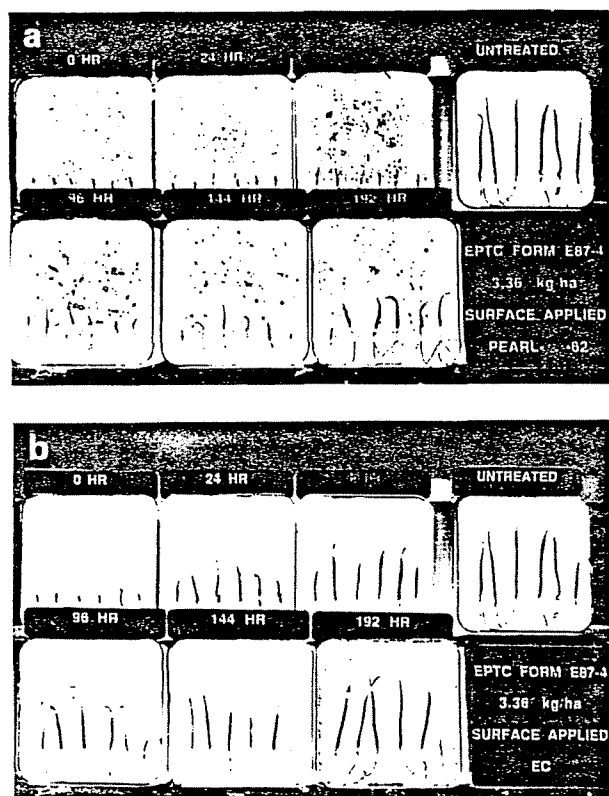 a
0 HR 24 HR UNTREATED
96 HR 144 HR 192 HR
EPTC FORM E87-4
3.36 kg/ha
SURFACE APPLIED
PEARL -02
b
0 HR 24 HR UNTREATED
96 HR 144 HR 192 HR
EPTC FORM E87-4
3.36 kg/ha
SURFACE APPLIED
EC